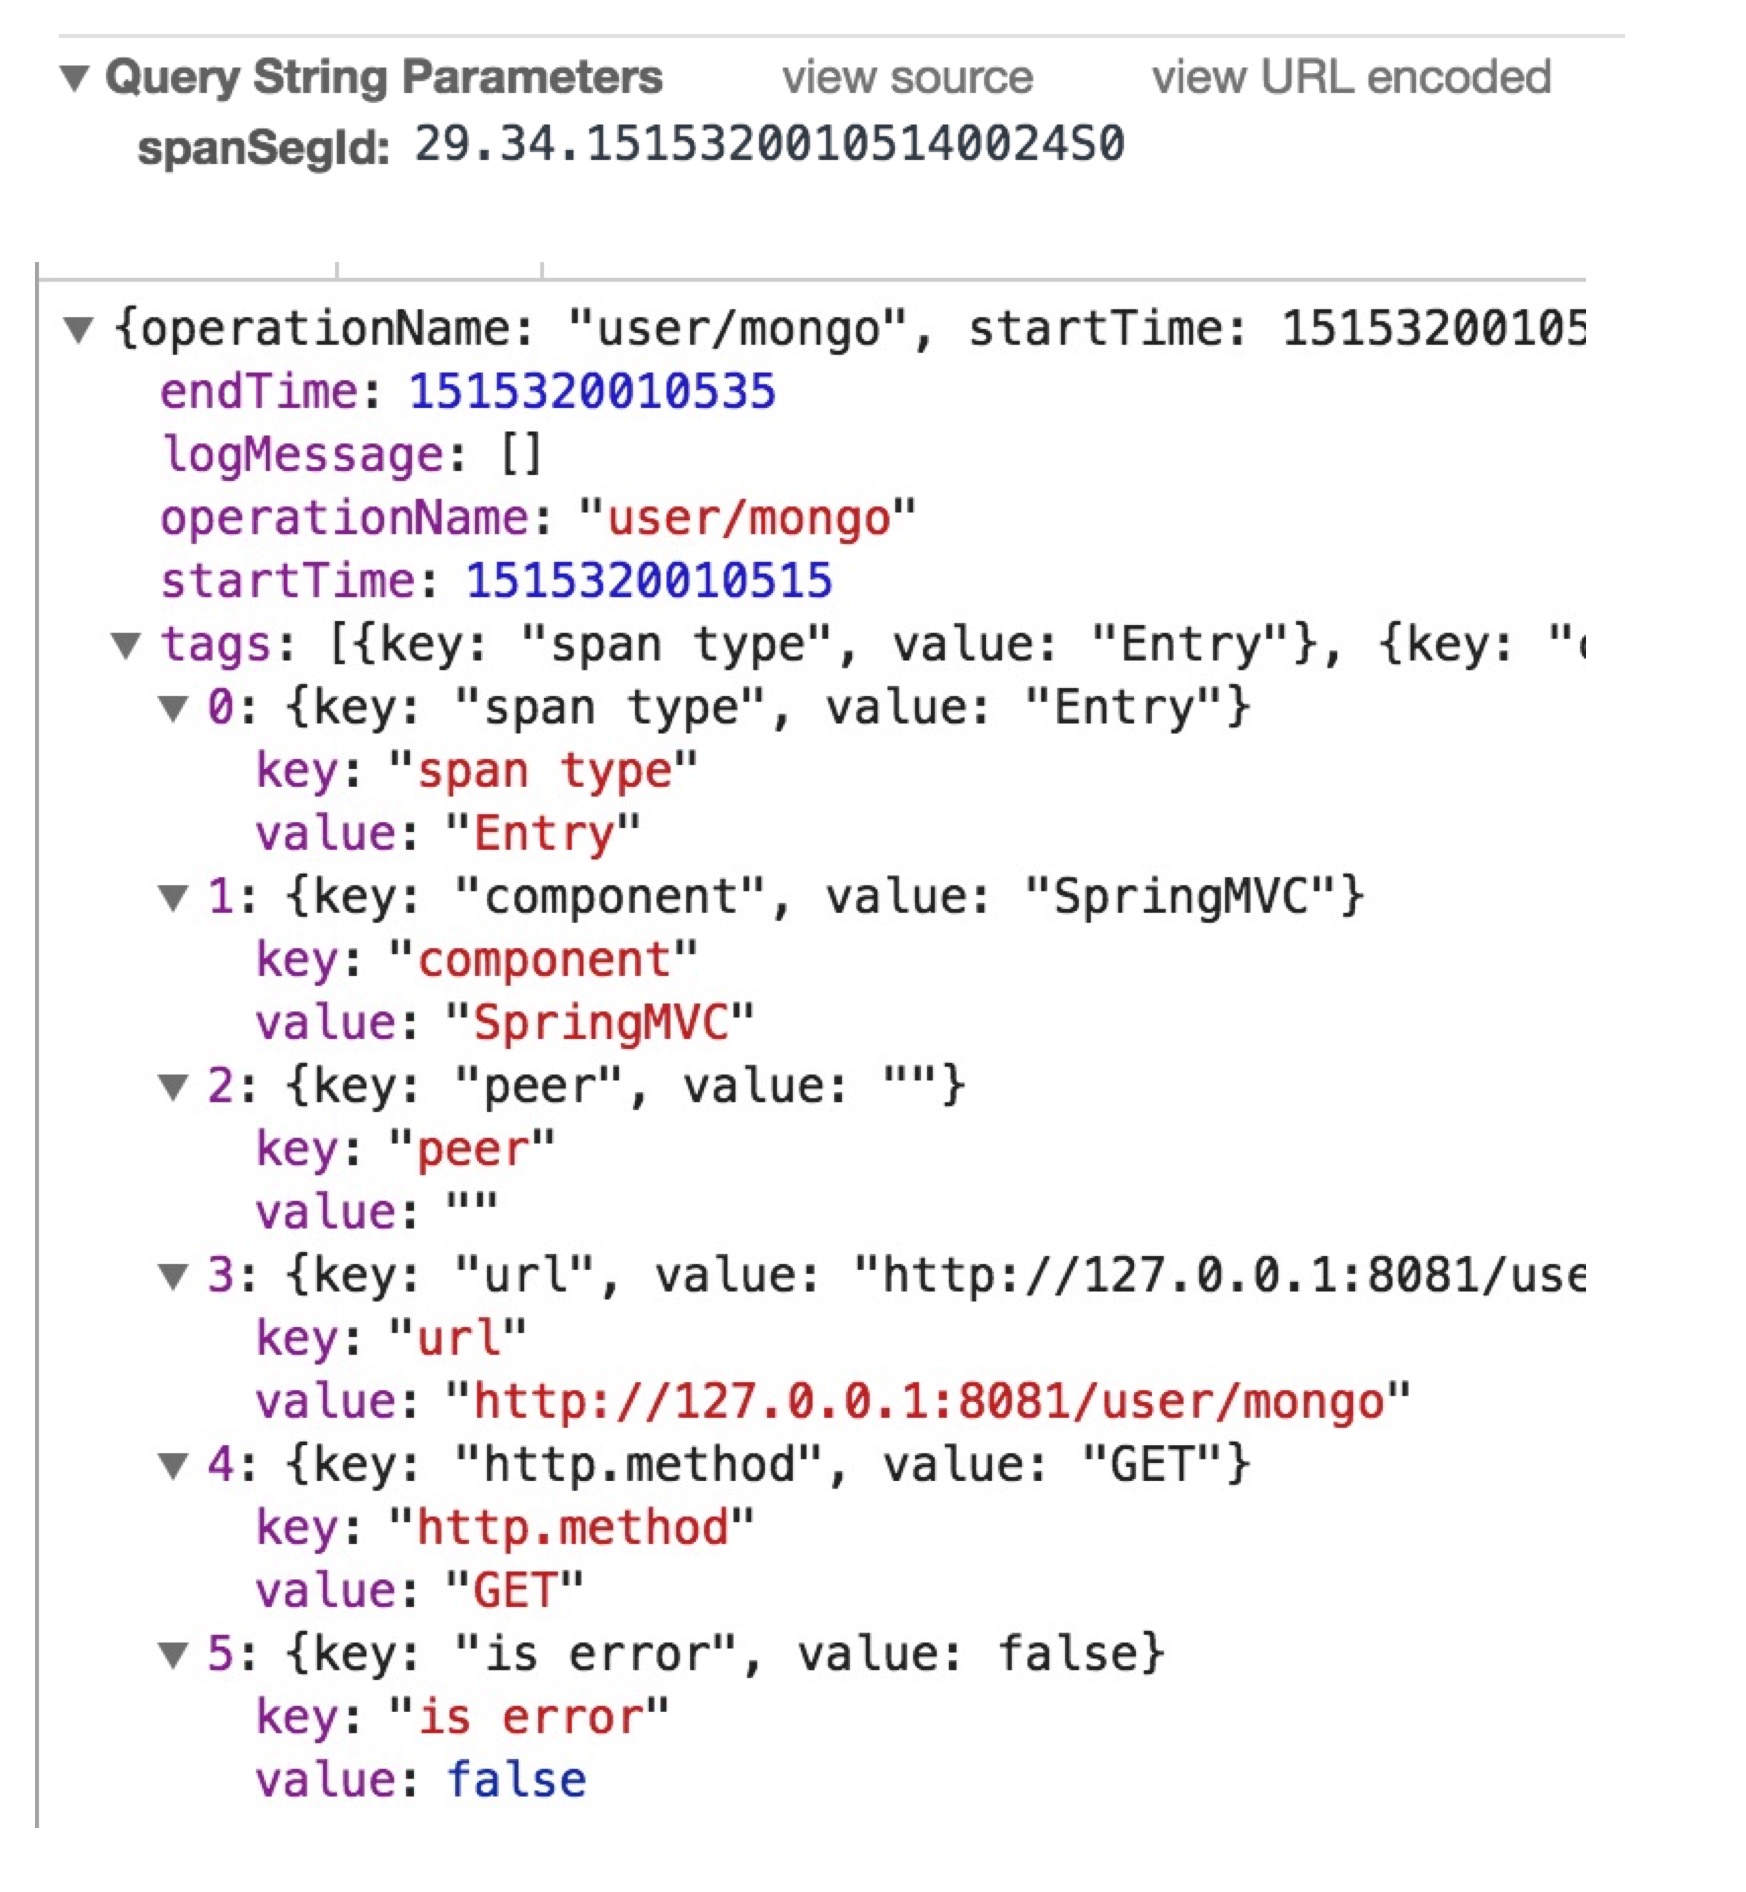 ▼ Query String Parameters view source view URL encoded
spanSegId: 29.34.15153200105140024S0
▼ {operationName: "user/mongo", startTime: 15153200105
endTime: 1515320010535
logMessage: []
operationName: "user/mongo"
startTime: 1515320010515
▼ tags: [{key: "span type", value: "Entry"}, {key: "
▼ 0: {key: "span type", value: "Entry"}
key: "span type"
value: "Entry"
▼ 1: {key: "component", value: "SpringMVC"}
key: "component"
value: "SpringMVC"
▼ 2: {key: "peer", value: ""}
key: "peer"
value: ""
▼ 3: {key: "url", value: "http://127.0.0.1:8081/use
key: "url"
value: "http://127.0.0.1:8081/user/mongo"
▼ 4: {key: "http.method", value: "GET"}
key: "http.method"
value: "GET"
▼ 5: {key: "is error", value: false}
key: "is error"
value: false